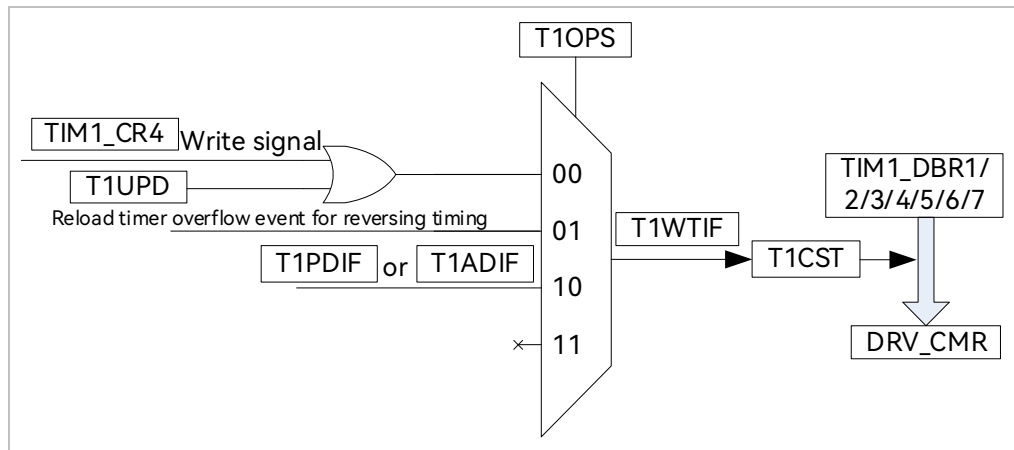 T1OPS
TIM1_CR4 Write signal
T1UPD
00
Reload timer overflow event for reversing timing
01
T1PDIF or T1ADIF
10
11
T1WTIF
T1CST
TIM1_DBR1/
2/3/4/5/6/7
DRV_CMR